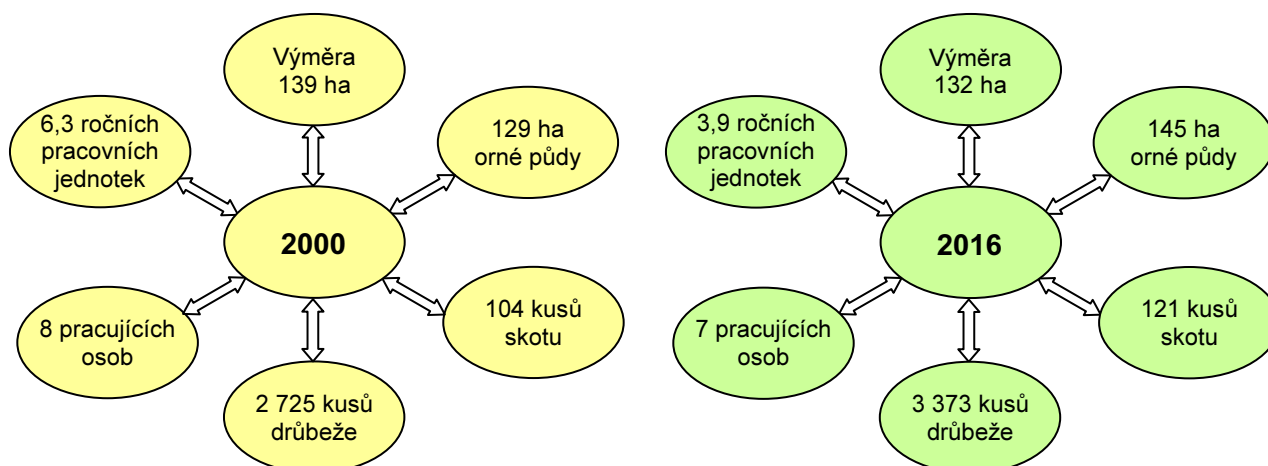 Výměra
139 ha
6,3 ročních
pracovních
jednotek
129 ha
orné půdy
2000
8 pracujících
osob
104 kusů
skotu
2 725 kusů
drůbeže
Výměra
132 ha
3,9 ročních
pracovních
jednotek
145 ha
orné půdy
2016
7 pracujících
osob
121 kusů
skotu
3 373 kusů
drůbeže